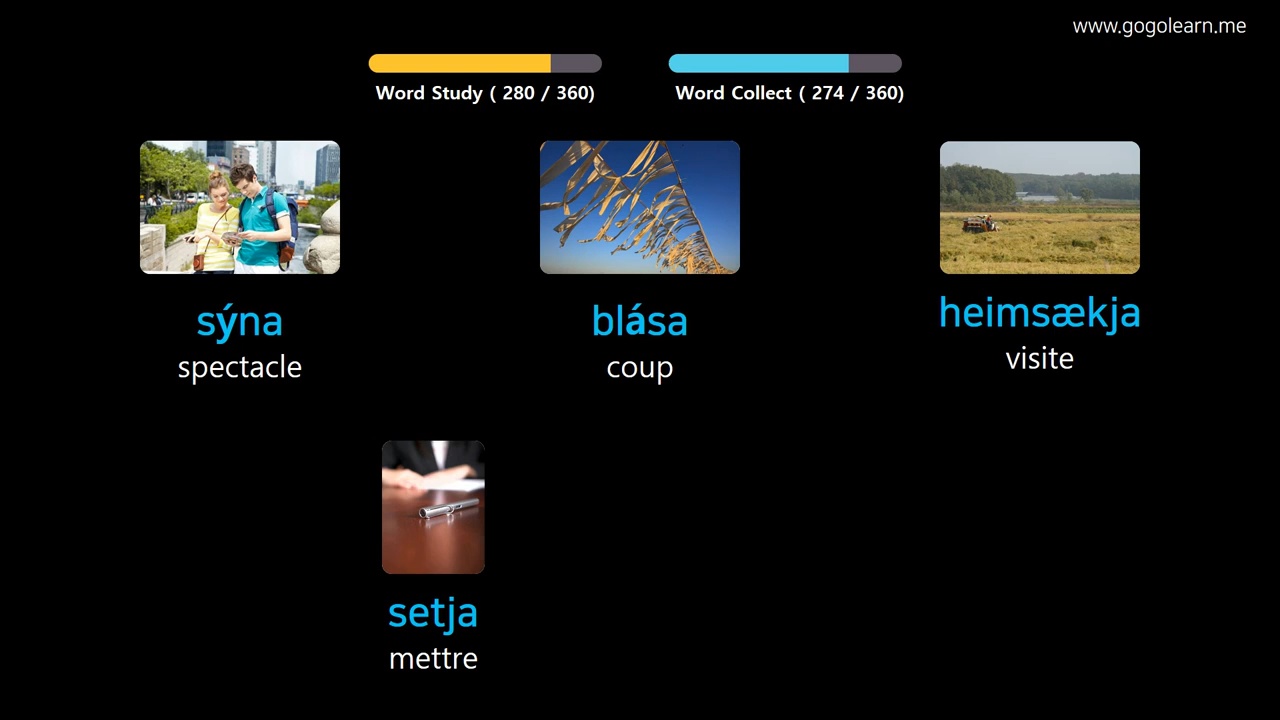 www.gogolearn.me
Word Study ( 280 / 360)
Word Collect ( 274 / 360)
sýna
spectacle
blása
coup
heimsækja
visite
setja
mettre